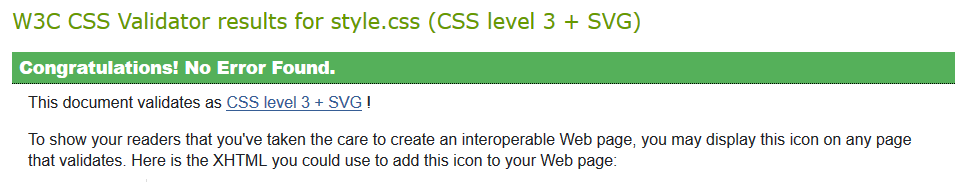 W3C CSS Validator results for style.css (CSS level 3 + SVG)
Congratulations! No Error Found.
This document validates as CSS level 3 + SVG !
To show your readers that you've taken the care to create an interoperable Web page, you may display this icon on any page
that validates. Here is the XHTML you could use to add this icon to your Web page: